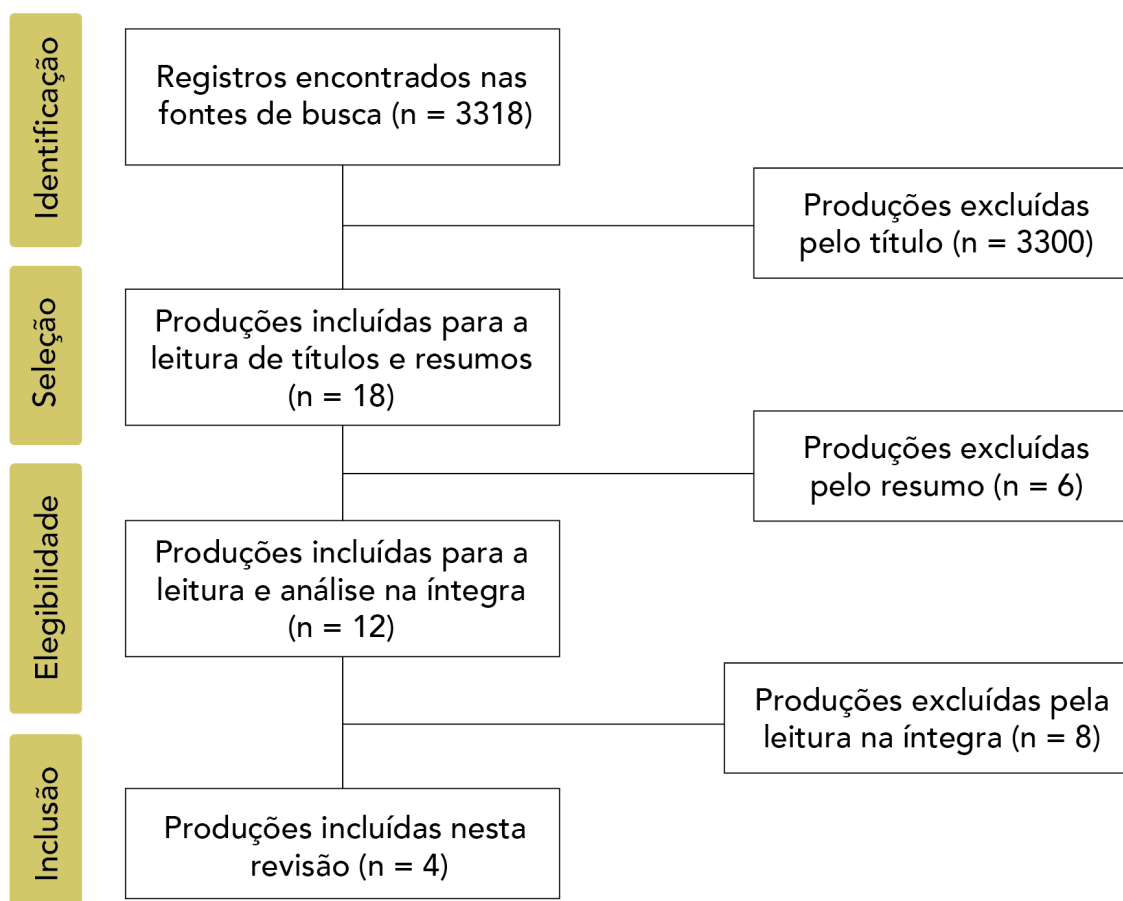 Identificação
Registros encontrados nas
fontes de busca (n = 3318)
Produções excluídas
pelo título (n = 3300)
Seleção
Produções incluídas para a
leitura de títulos e resumos
(n = 18)
Produções excluídas
pelo resumo (n = 6)
Elegibilidade
Produções incluídas para a
leitura e análise na íntegra
(n = 12)
Produções excluídas pela
leitura na íntegra (n = 8)
Inclusão
Produções incluídas nesta
revisão (n = 4)